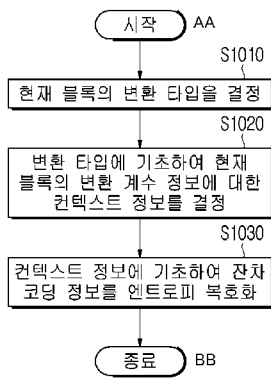 시작 AA
S1010
현재 블록의 변환 타입을 결정
S1020
변환 타입에 기초하여 현재
블록의 변환 계수 정보에 대한
컨텍스트 정보를 결정
S1030
컨텍스트 정보에 기초하여 잔차
코딩 정보를 엔트로피 복호화
종료 BB